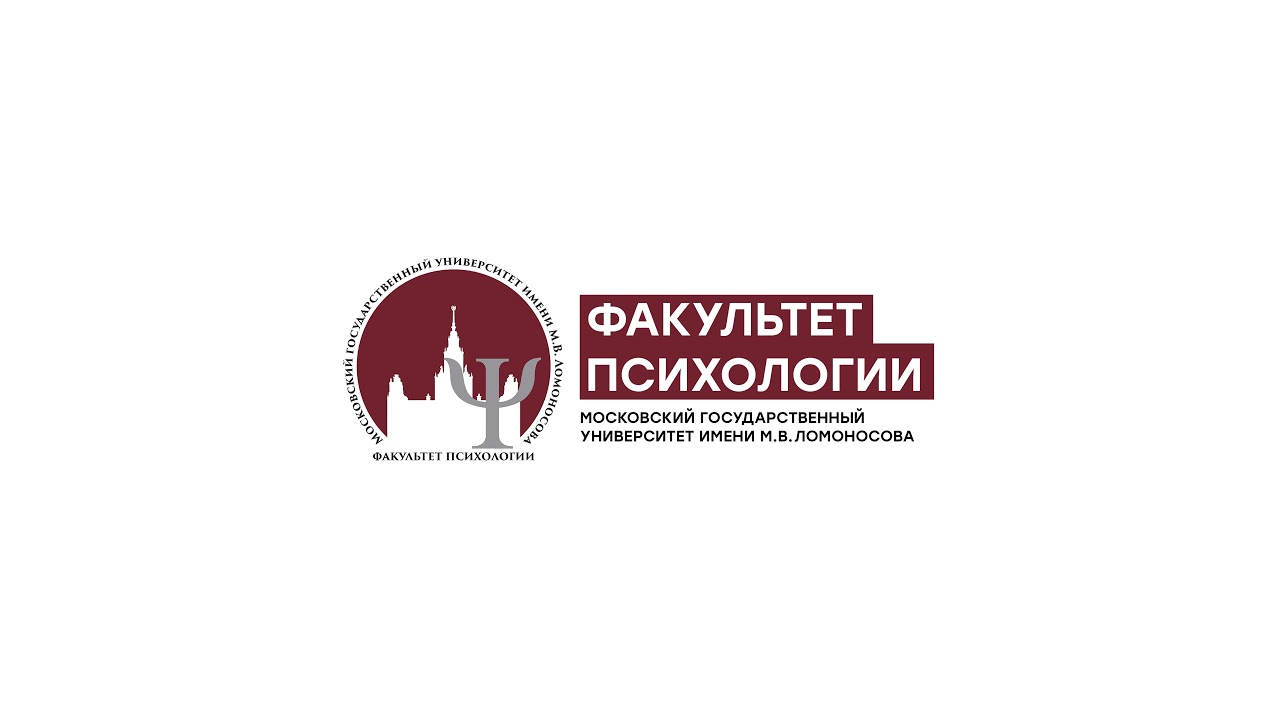 МОСКОВСКИЙ ГОСУДАРСТВЕННЫЙ УНИВЕРСИТЕТ ИМЕНИ М.В. ЛОМОНОСОВА
ФАКУЛЬТЕТ ПСИХОЛОГИИ
ФАКУЛЬТЕТ
ПСИХОЛОГИИ
МОСКОВСКИЙ ГОСУДАРСТВЕННЫЙ
УНИВЕРСИТЕТ ИМЕНИ М.В. ЛОМОНОСОВА